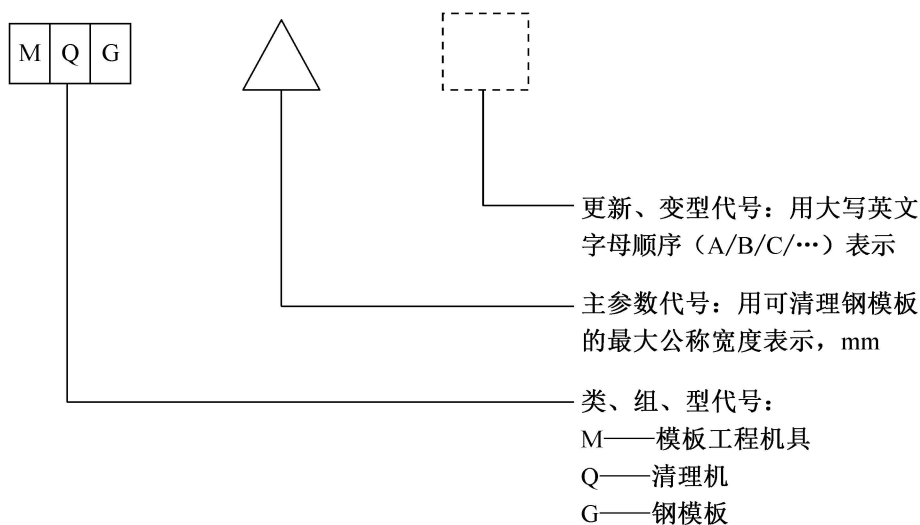 M Q G
更新、变型代号：用大写英文
字母顺序（A/B/C/…）表示
主参数代号：用可清理钢模板
的最大公称宽度表示，mm
类、组、型代号：
M——模板工程机具
Q——清理机
G——钢模板